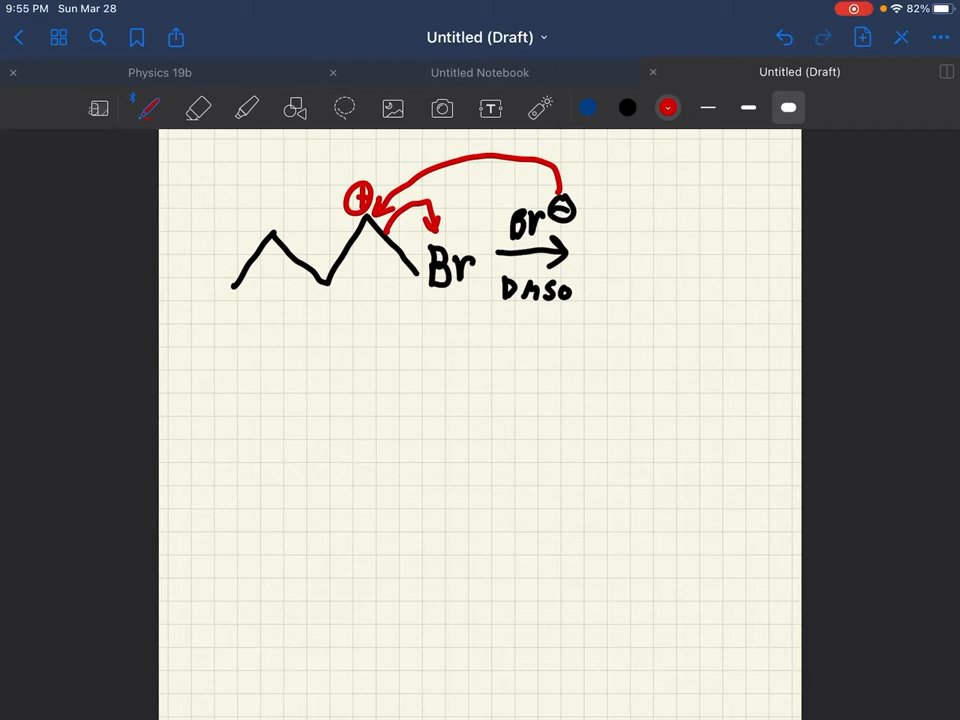 9:55 PM Sun Mar 28 82%
Untitled (Draft)
Physics 19b Untitled Notebook Untitled (Draft)
T
⊕
Br⊖
Br
DMSO